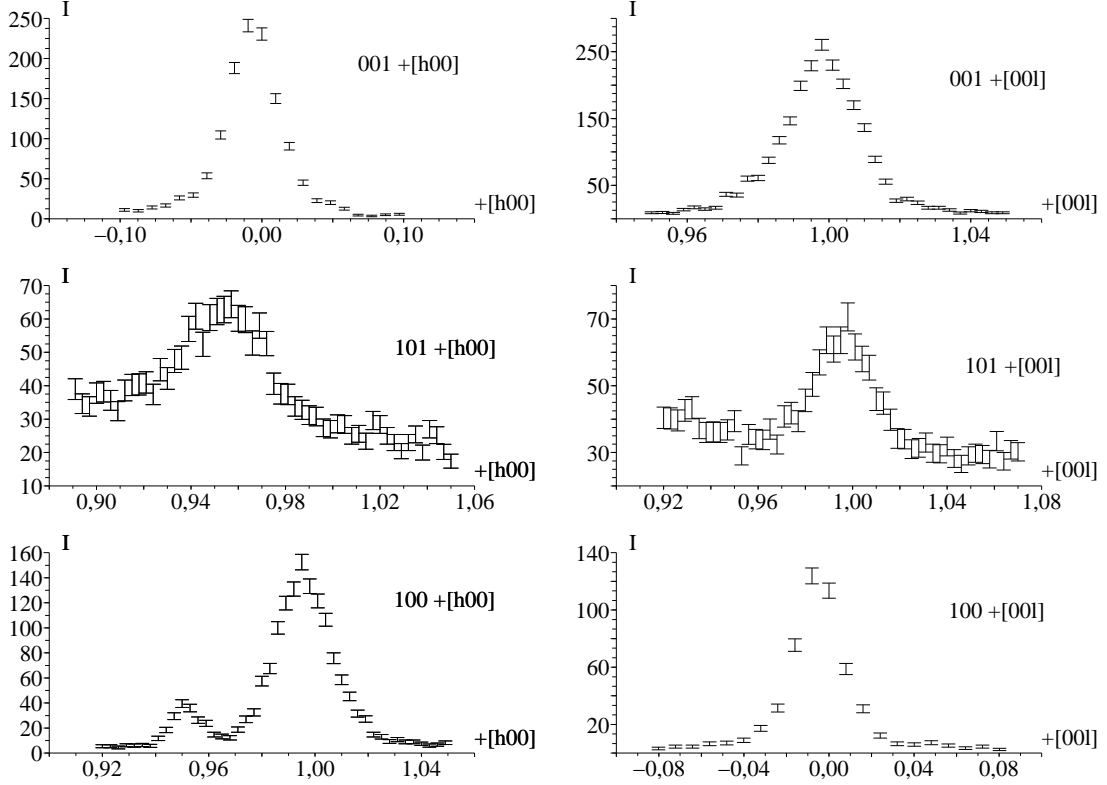 I
250
200
150
100
50
0
001 +[h00]
+[h00]
−0,10 0,00 0,10
I
250
150
50
001 +[00l]
+[00l]
0,96 1,00 1,04
I
70
60
50
40
30
20
10
101 +[h00]
+[h00]
0,90 0,94 0,98 1,02 1,06
I
70
50
30
101 +[00l]
+[00l]
0,92 0,96 1,00 1,04 1,08
I
160
140
120
100
80
60
40
20
0
100 +[h00]
+[h00]
0,92 0,96 1,00 1,04
I
140
100
60
20
100 +[00l]
+[00l]
−0,08 −0,04 0,00 0,04 0,08